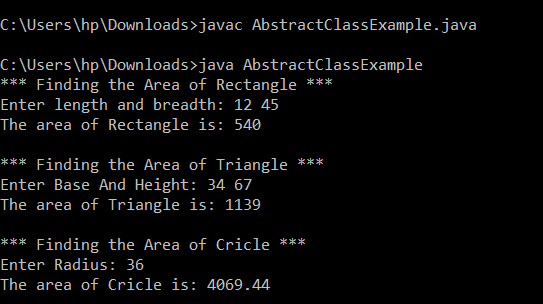 C:\Users\hp\Downloads>javac AbstractClassExample.java
C:\Users\hp\Downloads>java AbstractClassExample
*** Finding the Area of Rectangle ***
Enter length and breadth: 12 45
The area of Rectangle is: 540
*** Finding the Area of Triangle ***
Enter Base And Height: 34 67
The area of Triangle is: 1139
*** Finding the Area of Cricle ***
Enter Radius: 36
The area of Cricle is: 4069.44